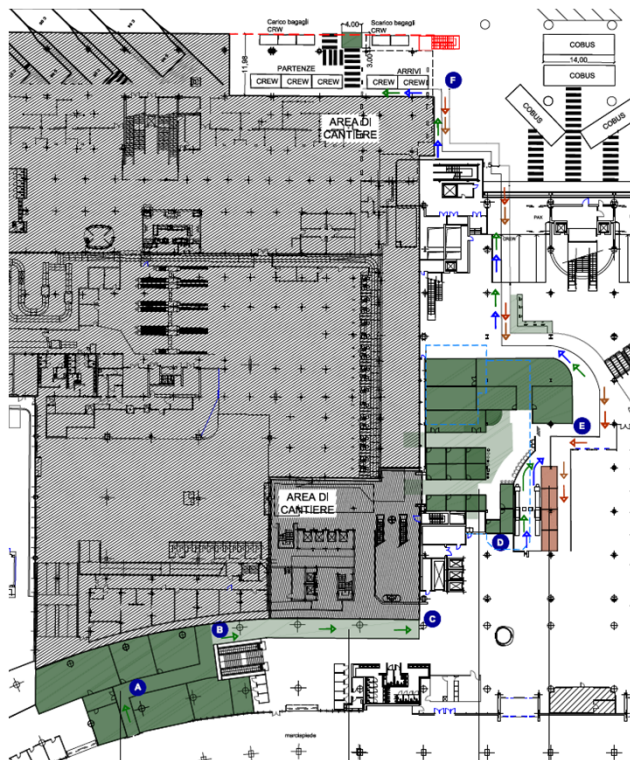 Carico bagagli
CRW
4,00
Scarico bagagli
CRW
COBUS
14,00
COBUS
COBUS
COBUS
11,98
3,00
PARTENZE
ARRIVI
CREW
CREW
CREW
CREW
CREW
F
AREA DI
CANTIERE
PAX
CREW
E
AREA DI
CANTIERE
D
B
C
A
marciapiede